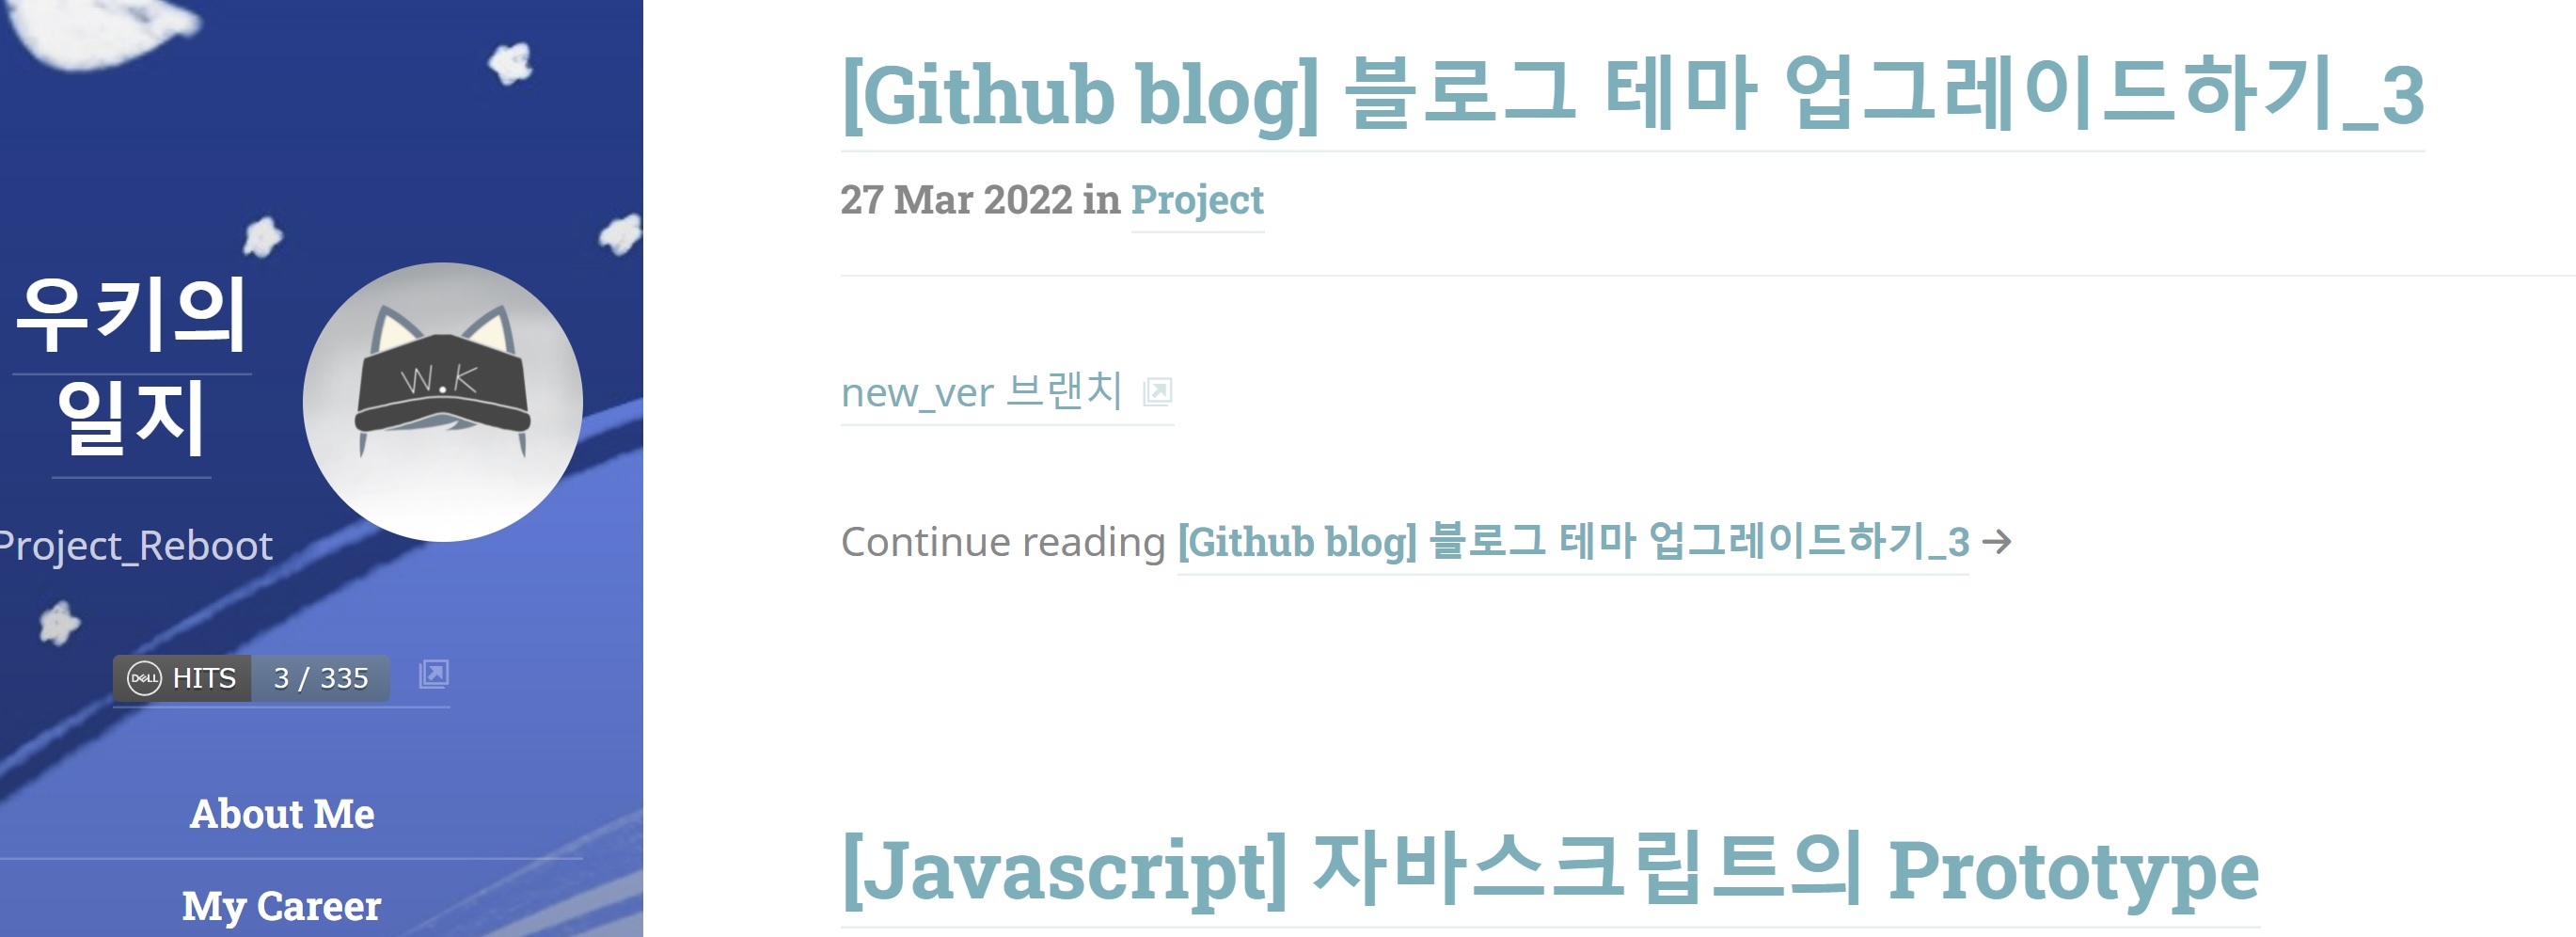 우키의
일지
Project_Reboot
DELL HITS 3 / 335
About Me
My Career
W.K
[Github blog] 블로그 테마 업그레이드하기_3
27 Mar 2022 in Project
new_ver 브랜치
Continue reading [Github blog] 블로그 테마 업그레이드하기_3 →
[Javascript] 자바스크립트의 Prototype